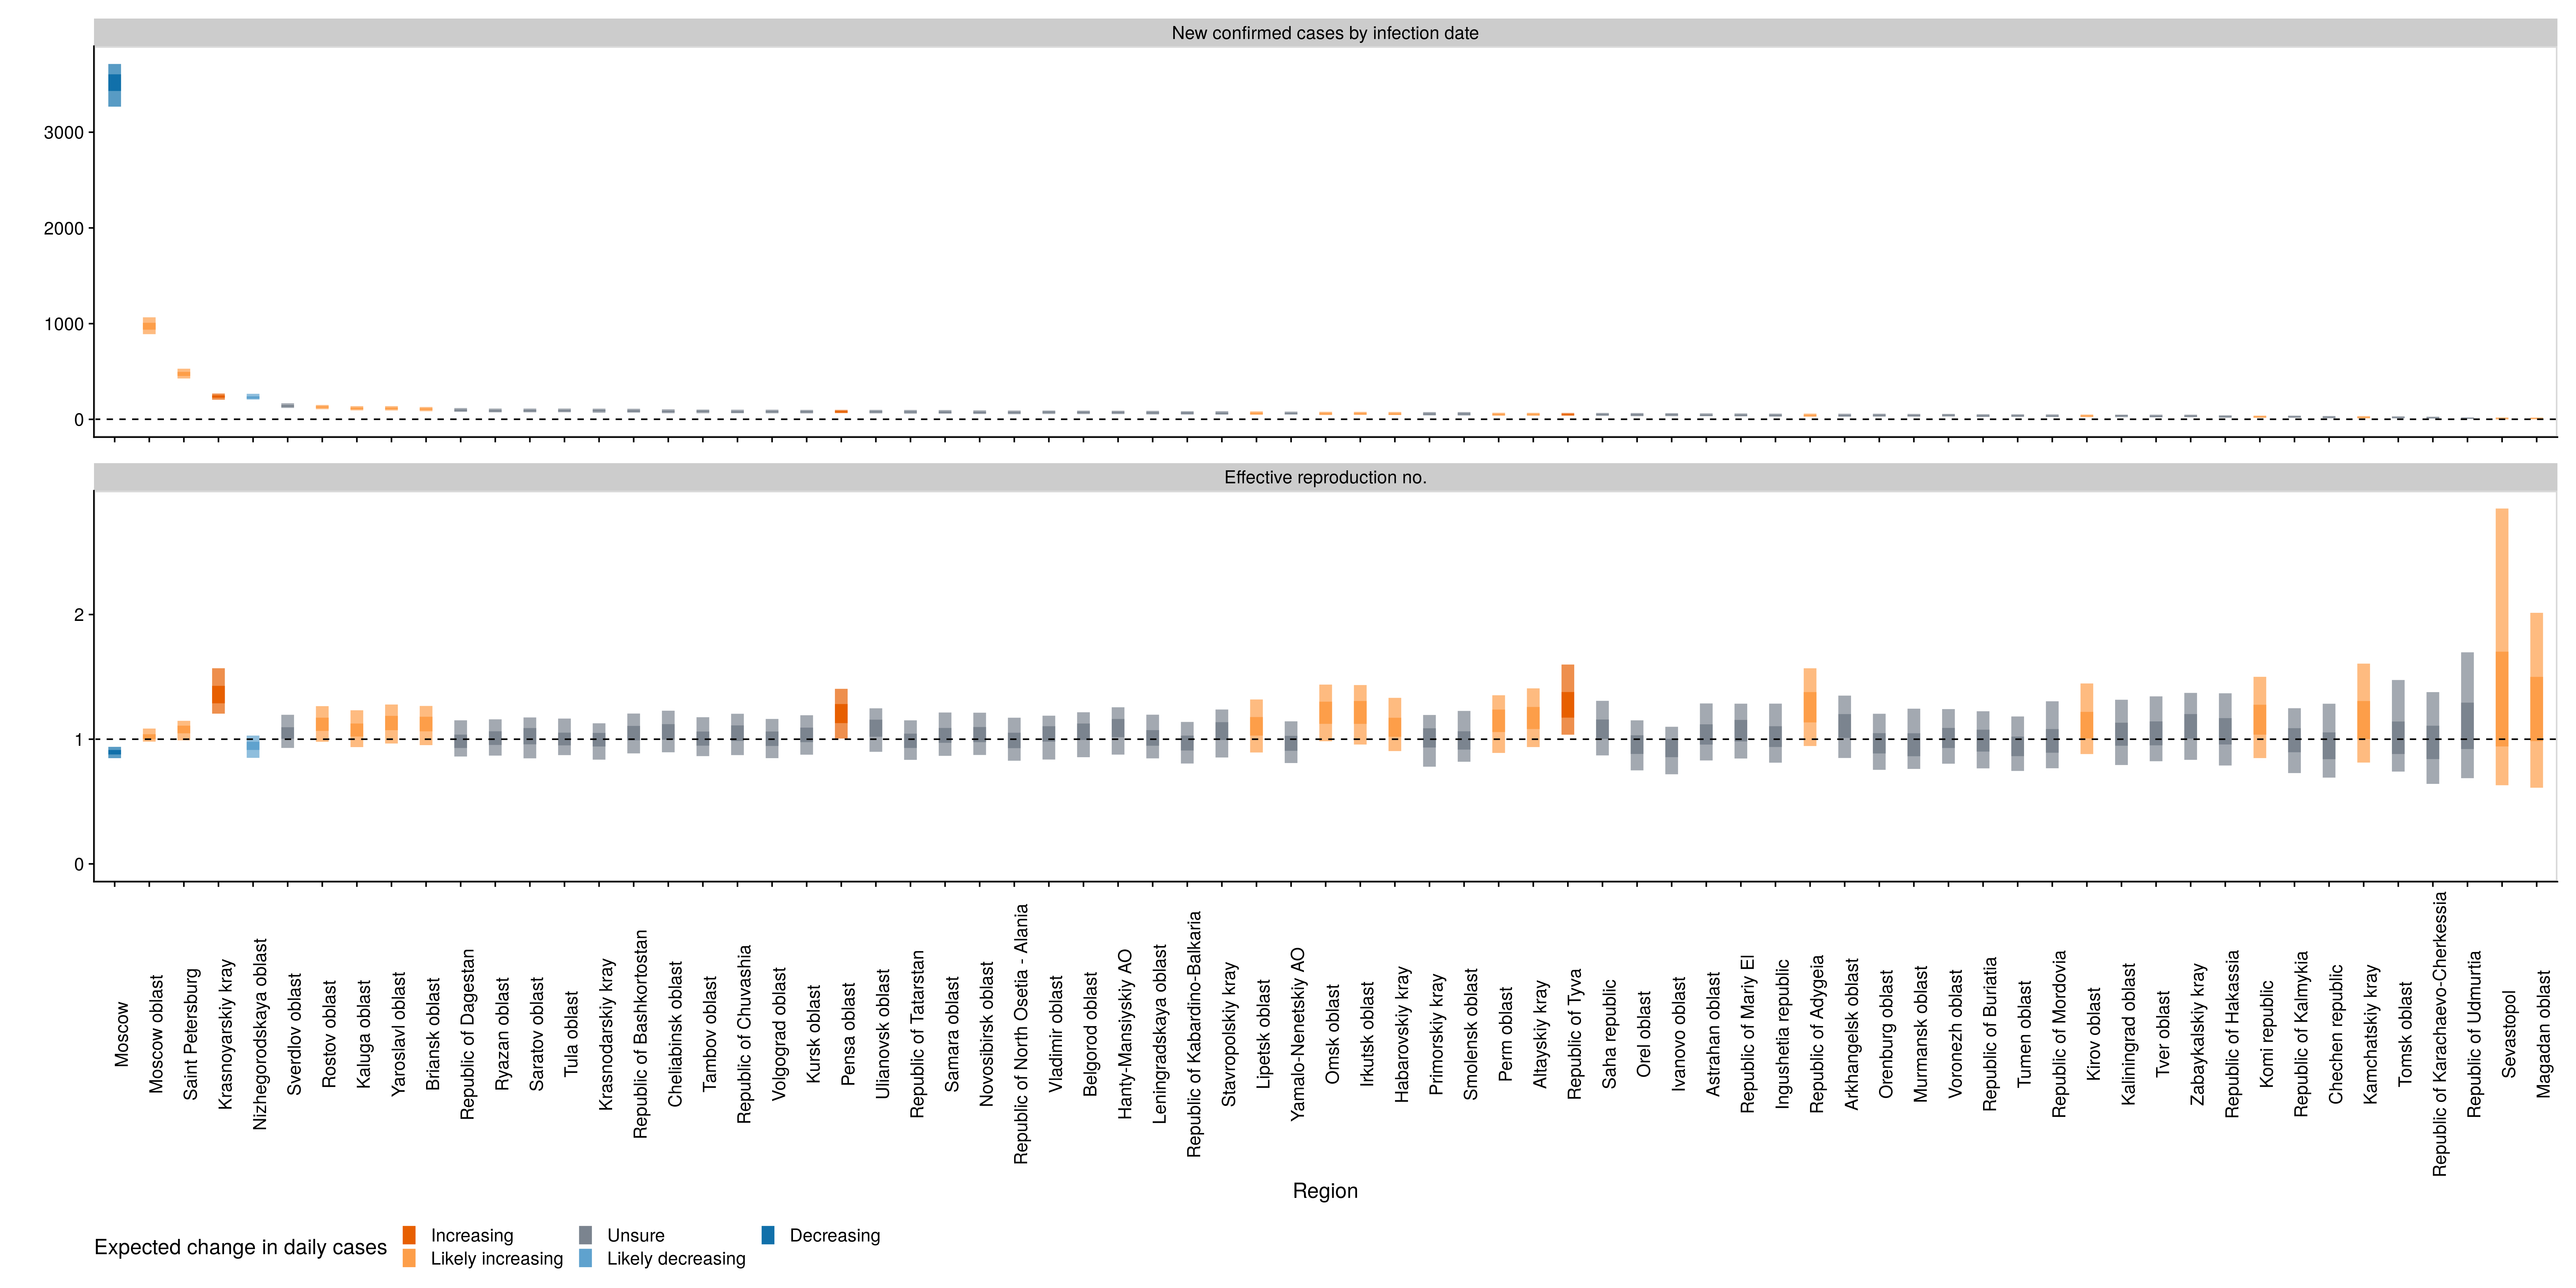 New confirmed cases by infection date
3000
2000
1000
0
Effective reproduction no.
2
1
0
Moscow
Moscow oblast
Saint Petersburg
Krasnoyarskiy kray
Nizhegorodskaya oblast
Sverdlov oblast
Rostov oblast
Kaluga oblast
Yaroslavl oblast
Briansk oblast
Republic of Dagestan
Ryazan oblast
Saratov oblast
Tula oblast
Krasnodarskiy kray
Republic of Bashkortostan
Cheliabinsk oblast
Tambov oblast
Republic of Chuvashia
Volgograd oblast
Kursk oblast
Pensa oblast
Ulianovsk oblast
Republic of Tatarstan
Samara oblast
Novosibirsk oblast
Republic of North Osetia - Alania
Vladimir oblast
Belgorod oblast
Hanty-Mansiyskiy AO
Leningradskaya oblast
Republic of Kabardino-Balkaria
Stavropolskiy kray
Lipetsk oblast
Yamalo-Nenetskiy AO
Omsk oblast
Irkutsk oblast
Habarovskiy kray
Primorskiy kray
Smolensk oblast
Perm oblast
Altayskiy kray
Republic of Tyva
Saha republic
Orel oblast
Ivanovo oblast
Astrahan oblast
Republic of Mariy El
Ingushetia republic
Republic of Adygeia
Arkhangelsk oblast
Orenburg oblast
Murmansk oblast
Voronezh oblast
Republic of Buriatia
Tumen oblast
Republic of Mordovia
Kirov oblast
Kaliningrad oblast
Tver oblast
Zabaykalskiy kray
Republic of Hakassia
Komi republic
Republic of Kalmykia
Chechen republic
Kamchatskiy kray
Tomsk oblast
Republic of Karachaevo-Cherkessia
Republic of Udmurtia
Sevastopol
Magadan oblast
Region
Expected change in daily cases
Increasing
Likely increasing
Unsure
Likely decreasing
Decreasing